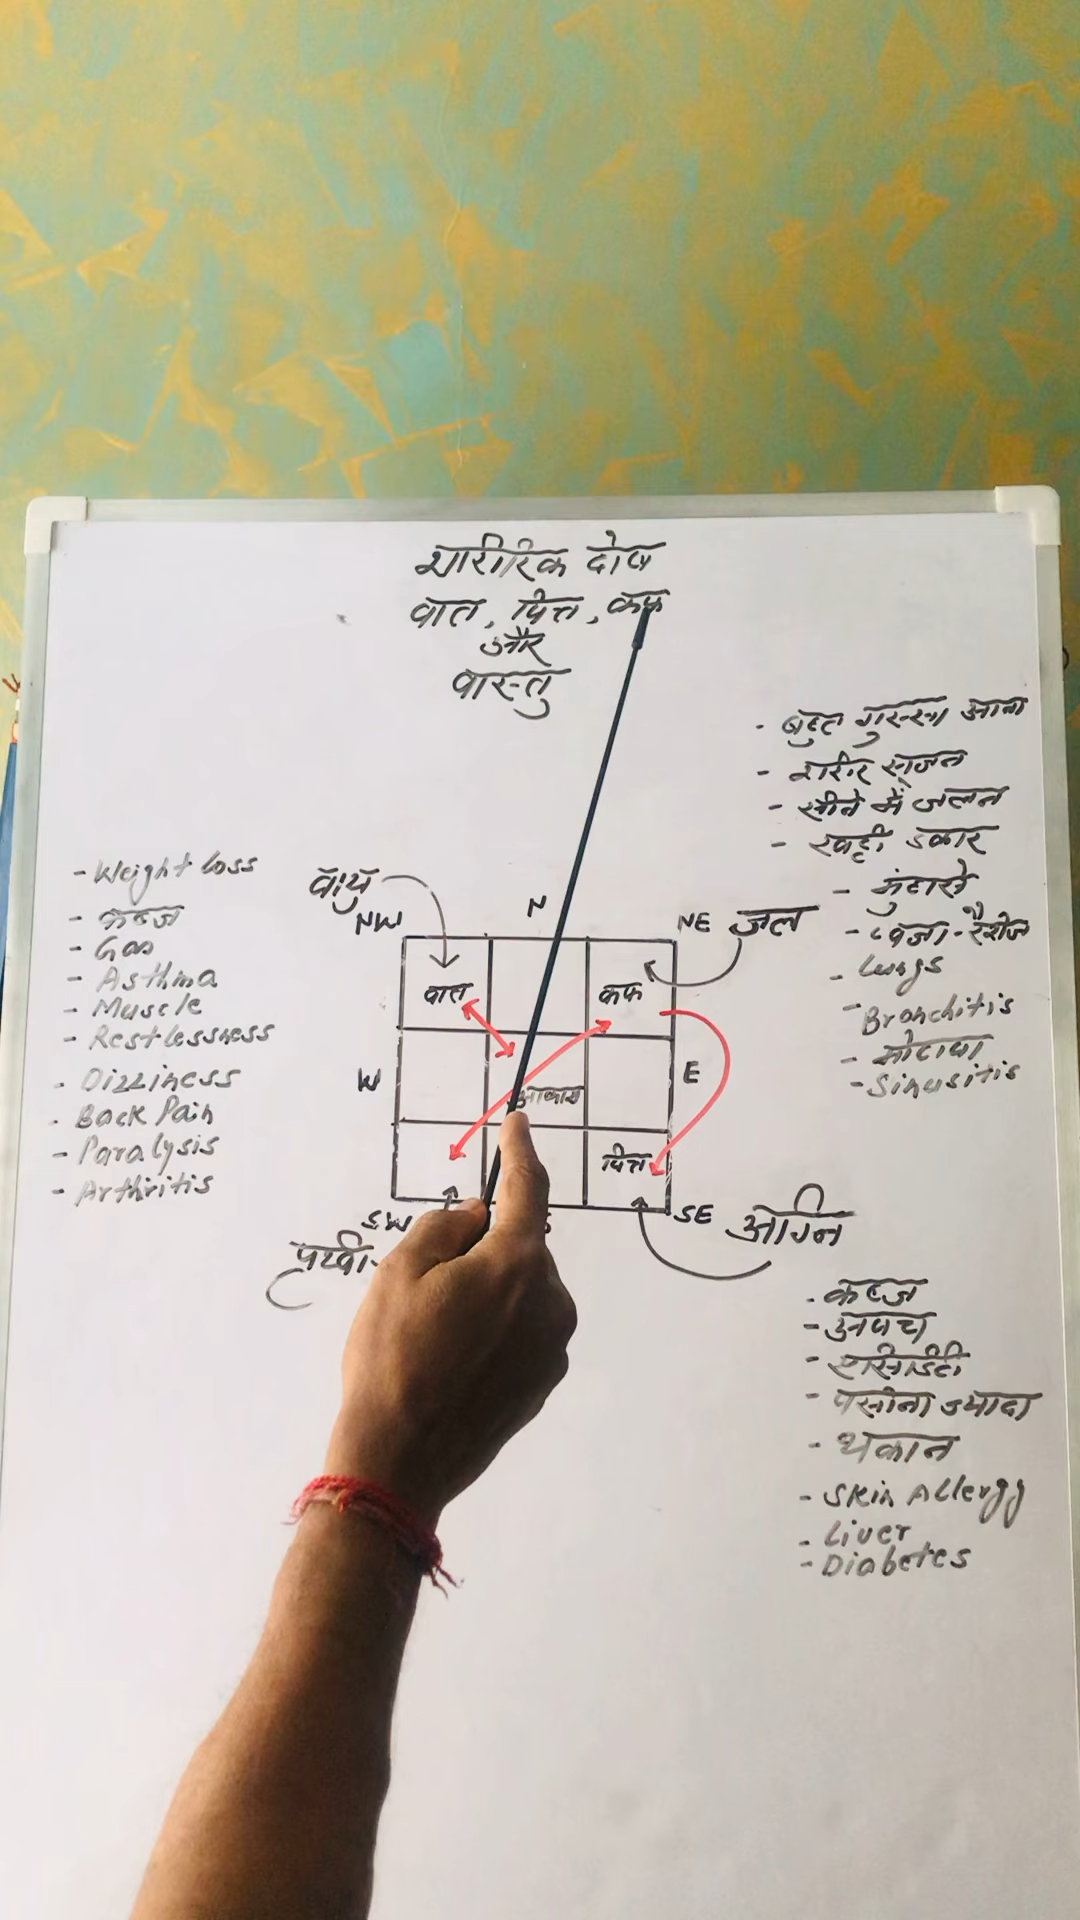 शारीरिक दोष
वात, पित्त, कफ
और
वास्तु
- बहुत गुस्सा आना
- शरीर सूजन
- सीने में जलन
- खट्टी डकार
- मुंहासे
- त्वजा-रैशेज
- Lungs
- Bronchitis
- मोटापा
- Sinusitis
- Weight loss
- कब्ज
- Gas
- Asthma
- Muscle
- Restlessness
- Dizziness
- Back Pain
- Paralysis
- Arthiritis
वायु
NW N NE जल
वात कफ
W E
आकाश
पित्त
SW SE अग्नि
पृथ्वी
- कब्ज
- अपच
- एसिडिटी
- पसीना ज्यादा
- थकान
- Skin Allergy
- Liver
- Diabetes